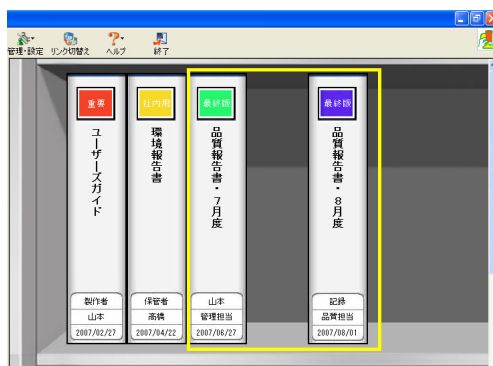 管理・設定 リンク切替え ヘルプ 終了
重要
ユーザーズガイド
製作者
山本
2007/02/27
社内用
環境報告書
保管者
高橋
2007/04/22
最終版
品質報告書・7月度
山本
管理担当
2007/06/27
最終版
品質報告書・8月度
記録
品質担当
2007/08/01